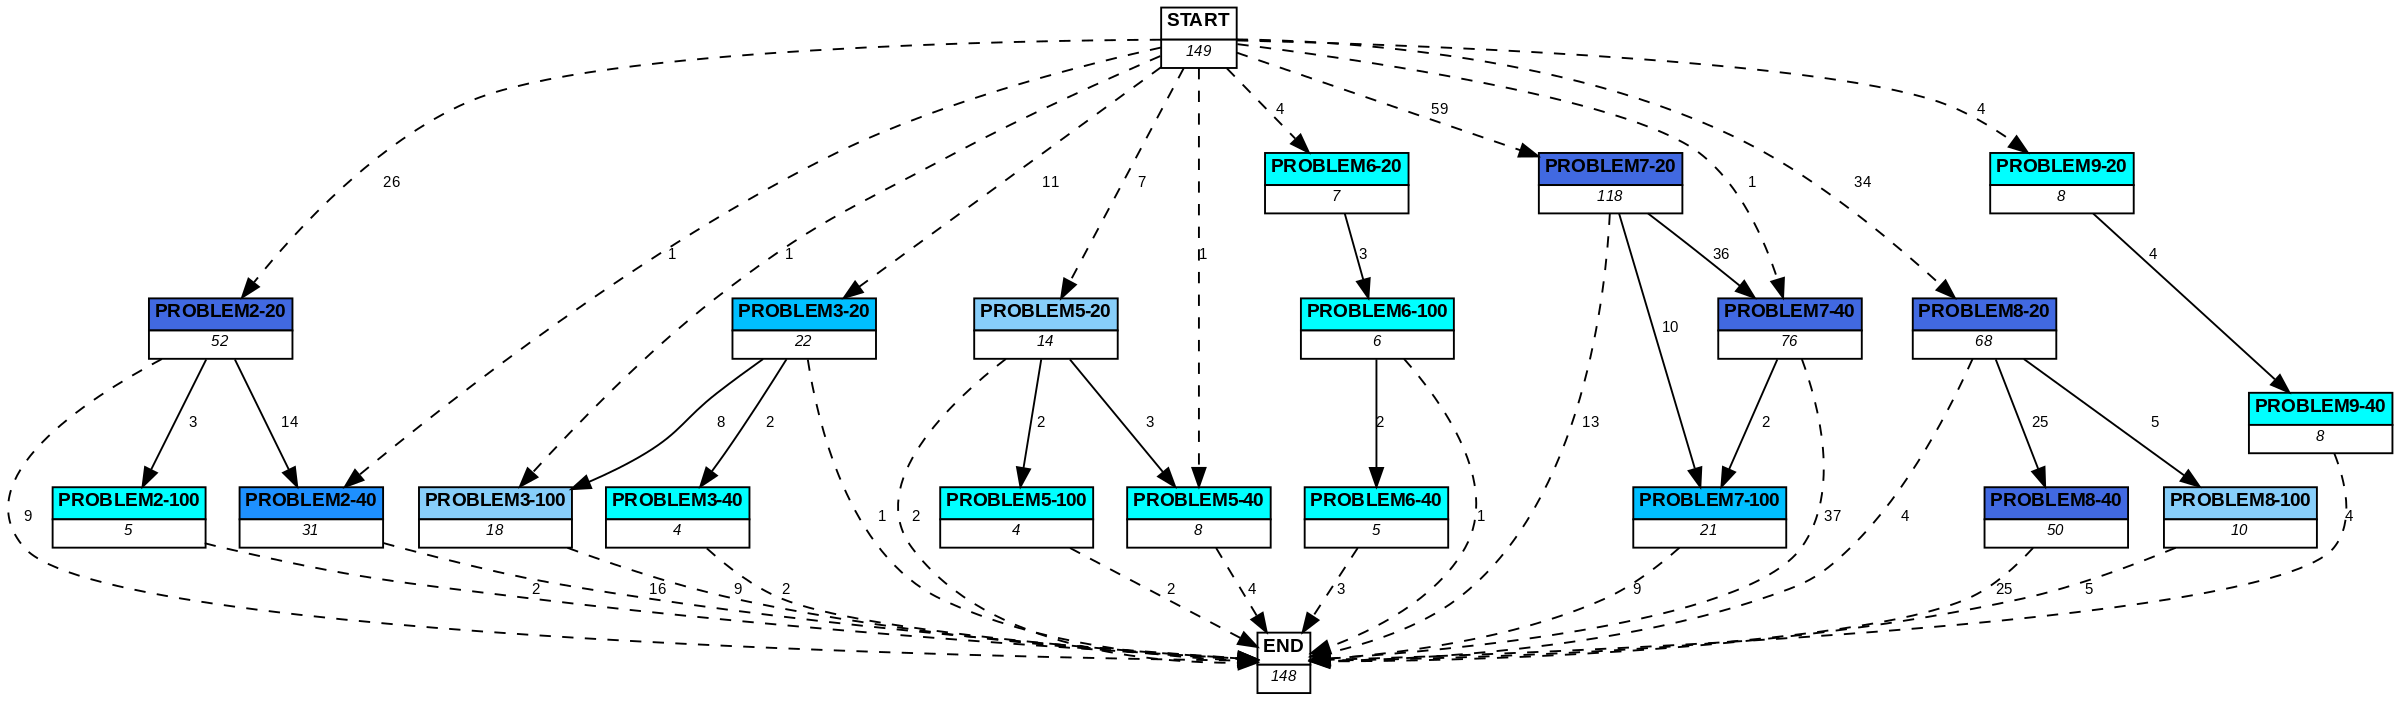 START
149
59
4
4
PROBLEM6-20
7
PROBLEM7-20
118
PROBLEM9-20
8
26
11
7
1
34
1
1
1
3
36
4
PROBLEM2-20
52
PROBLEM3-20
22
PROBLEM5-20
14
PROBLEM6-100
6
PROBLEM7-40
76
PROBLEM8-20
68
10
PROBLEM9-40
8
3
14
8
2
2
3
2
13
2
25
5
PROBLEM2-100
5
PROBLEM2-40
31
PROBLEM3-100
18
PROBLEM3-40
4
PROBLEM5-100
4
PROBLEM5-40
8
PROBLEM6-40
5
PROBLEM7-100
21
PROBLEM8-40
50
PROBLEM8-100
10
9
1
2
1
37
4
4
2
16
9
2
2
4
3
9
25
5
END
148